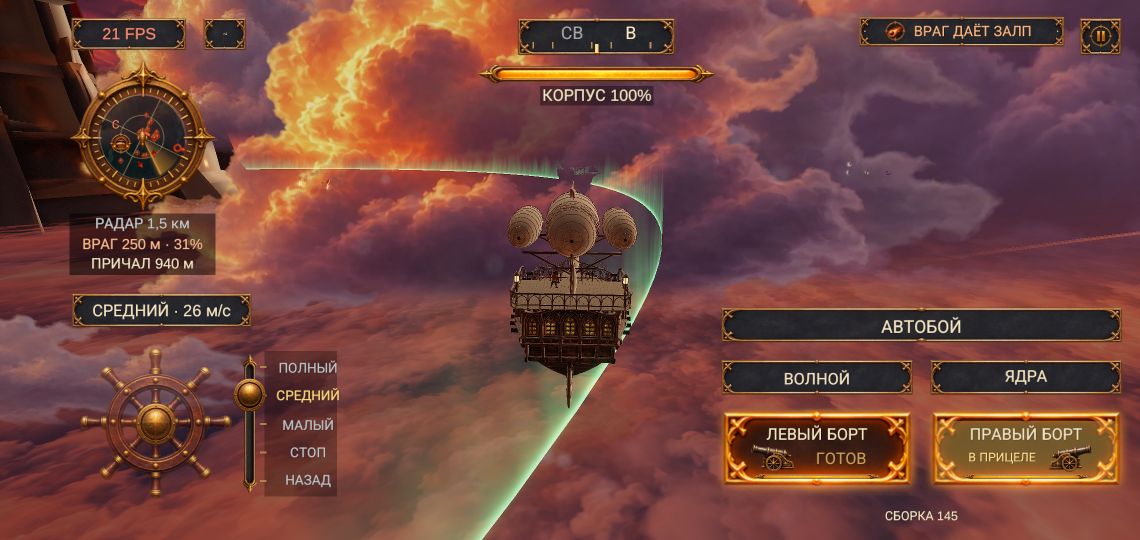 21 FPS
СВ В
ВРАГ ДАЁТ ЗАЛП
КОРПУС 100%
С
РАДАР 1,5 км
ВРАГ 250 м · 31%
ПРИЧАЛ 940 м
СРЕДНИЙ · 26 м/с
ПОЛНЫЙ
СРЕДНИЙ
МАЛЫЙ
СТОП
НАЗАД
АВТОБОЙ
ВОЛНОЙ
ЯДРА
ЛЕВЫЙ БОРТ
ГОТОВ
ПРАВЫЙ БОРТ
В ПРИЦЕЛЕ
СБОРКА 145